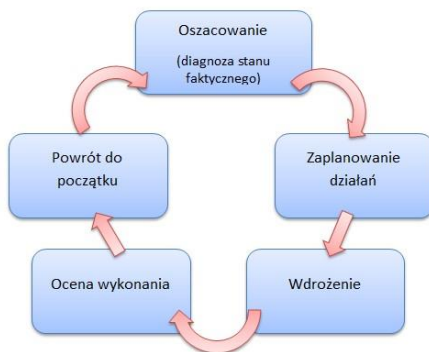 Oszacowanie
(diagnoza stanu
faktycznego)
Zaplanowanie
działań
Wdrożenie
Ocena wykonania
Powrót do
początku